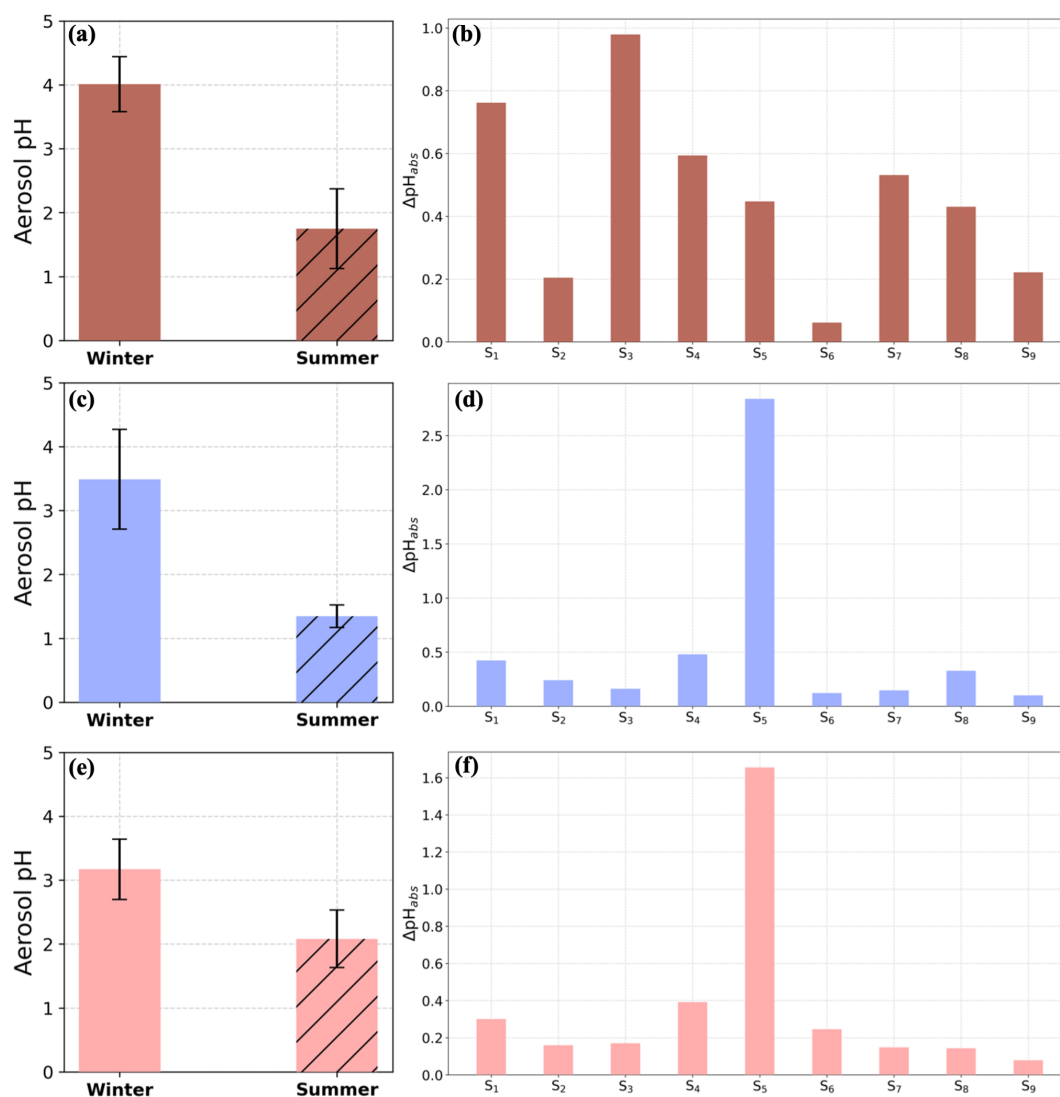 (a)
Aerosol pH
5
4
3
2
1
0
Winter Summer
(b)
ΔpH_abs
1.0
0.8
0.6
0.4
0.2
0.0
S₁ S₂ S₃ S₄ S₅ S₆ S₇ S₈ S₉
(c)
Aerosol pH
5
4
3
2
1
0
Winter Summer
(d)
ΔpH_abs
2.5
2.0
1.5
1.0
0.5
0.0
S₁ S₂ S₃ S₄ S₅ S₆ S₇ S₈ S₉
(e)
Aerosol pH
5
4
3
2
1
0
Winter Summer
(f)
ΔpH_abs
1.6
1.4
1.2
1.0
0.8
0.6
0.4
0.2
0.0
S₁ S₂ S₃ S₄ S₅ S₆ S₇ S₈ S₉